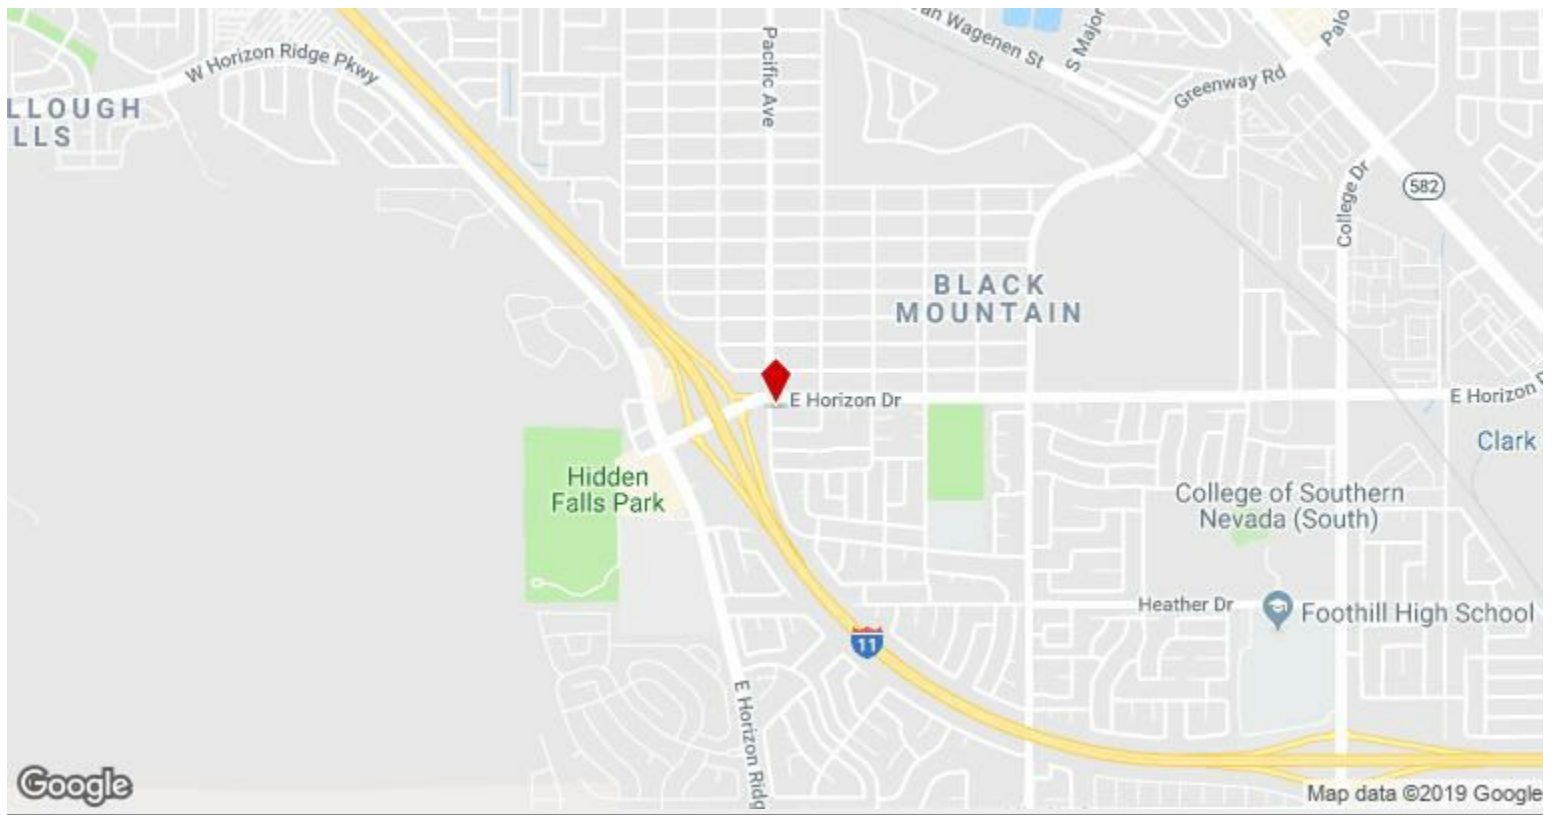 an Wagenen St
S Major
Palo
Pacific Ave
W Horizon Ridge Pkwy
Greenway Rd
LLOUGH
LLS
College Dr
582
BLACK
MOUNTAIN
E Horizon Dr
E Horizon D
Clark
Hidden
Falls Park
College of Southern
Nevada (South)
Heather Dr
Foothill High School
11
E Horizon Ridg
Google
Map data ©2019 Google